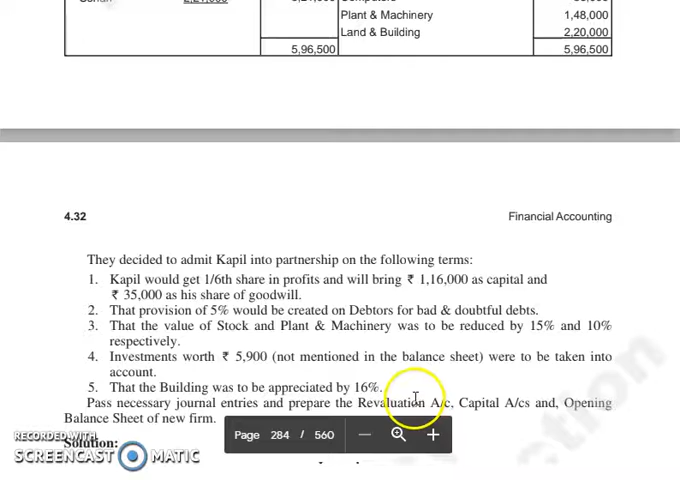 Plant & Machinery 1,48,000
Land & Building 2,20,000
5,96,500 5,96,500
4.32 Financial Accounting
They decided to admit Kapil into partnership on the following terms:
1. Kapil would get 1/6th share in profits and will bring ₹ 1,16,000 as capital and
₹ 35,000 as his share of goodwill.
2. That provision of 5% would be created on Debtors for bad & doubtful debts.
3. That the value of Stock and Plant & Machinery was to be reduced by 15% and 10%
respectively.
4. Investments worth ₹ 5,900 (not mentioned in the balance sheet) were to be taken into
account.
5. That the Building was to be appreciated by 16%.
Pass necessary journal entries and prepare the Revaluation A/c, Capital A/cs and, Opening
Balance Sheet of new firm.
Solution:
Page 284 / 560
RECORDED WITH
SCREENCAST MATIC